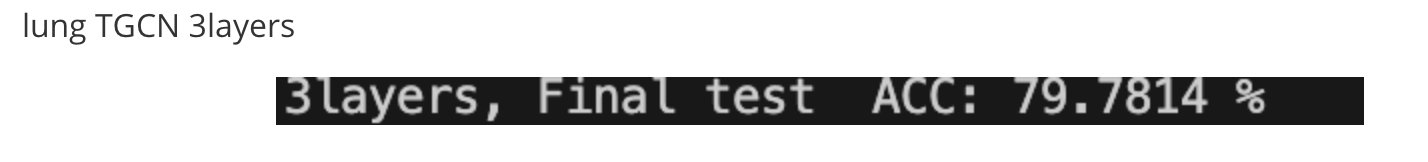 lung TGCN 3layers
3layers, Final test  ACC: 79.7814 %